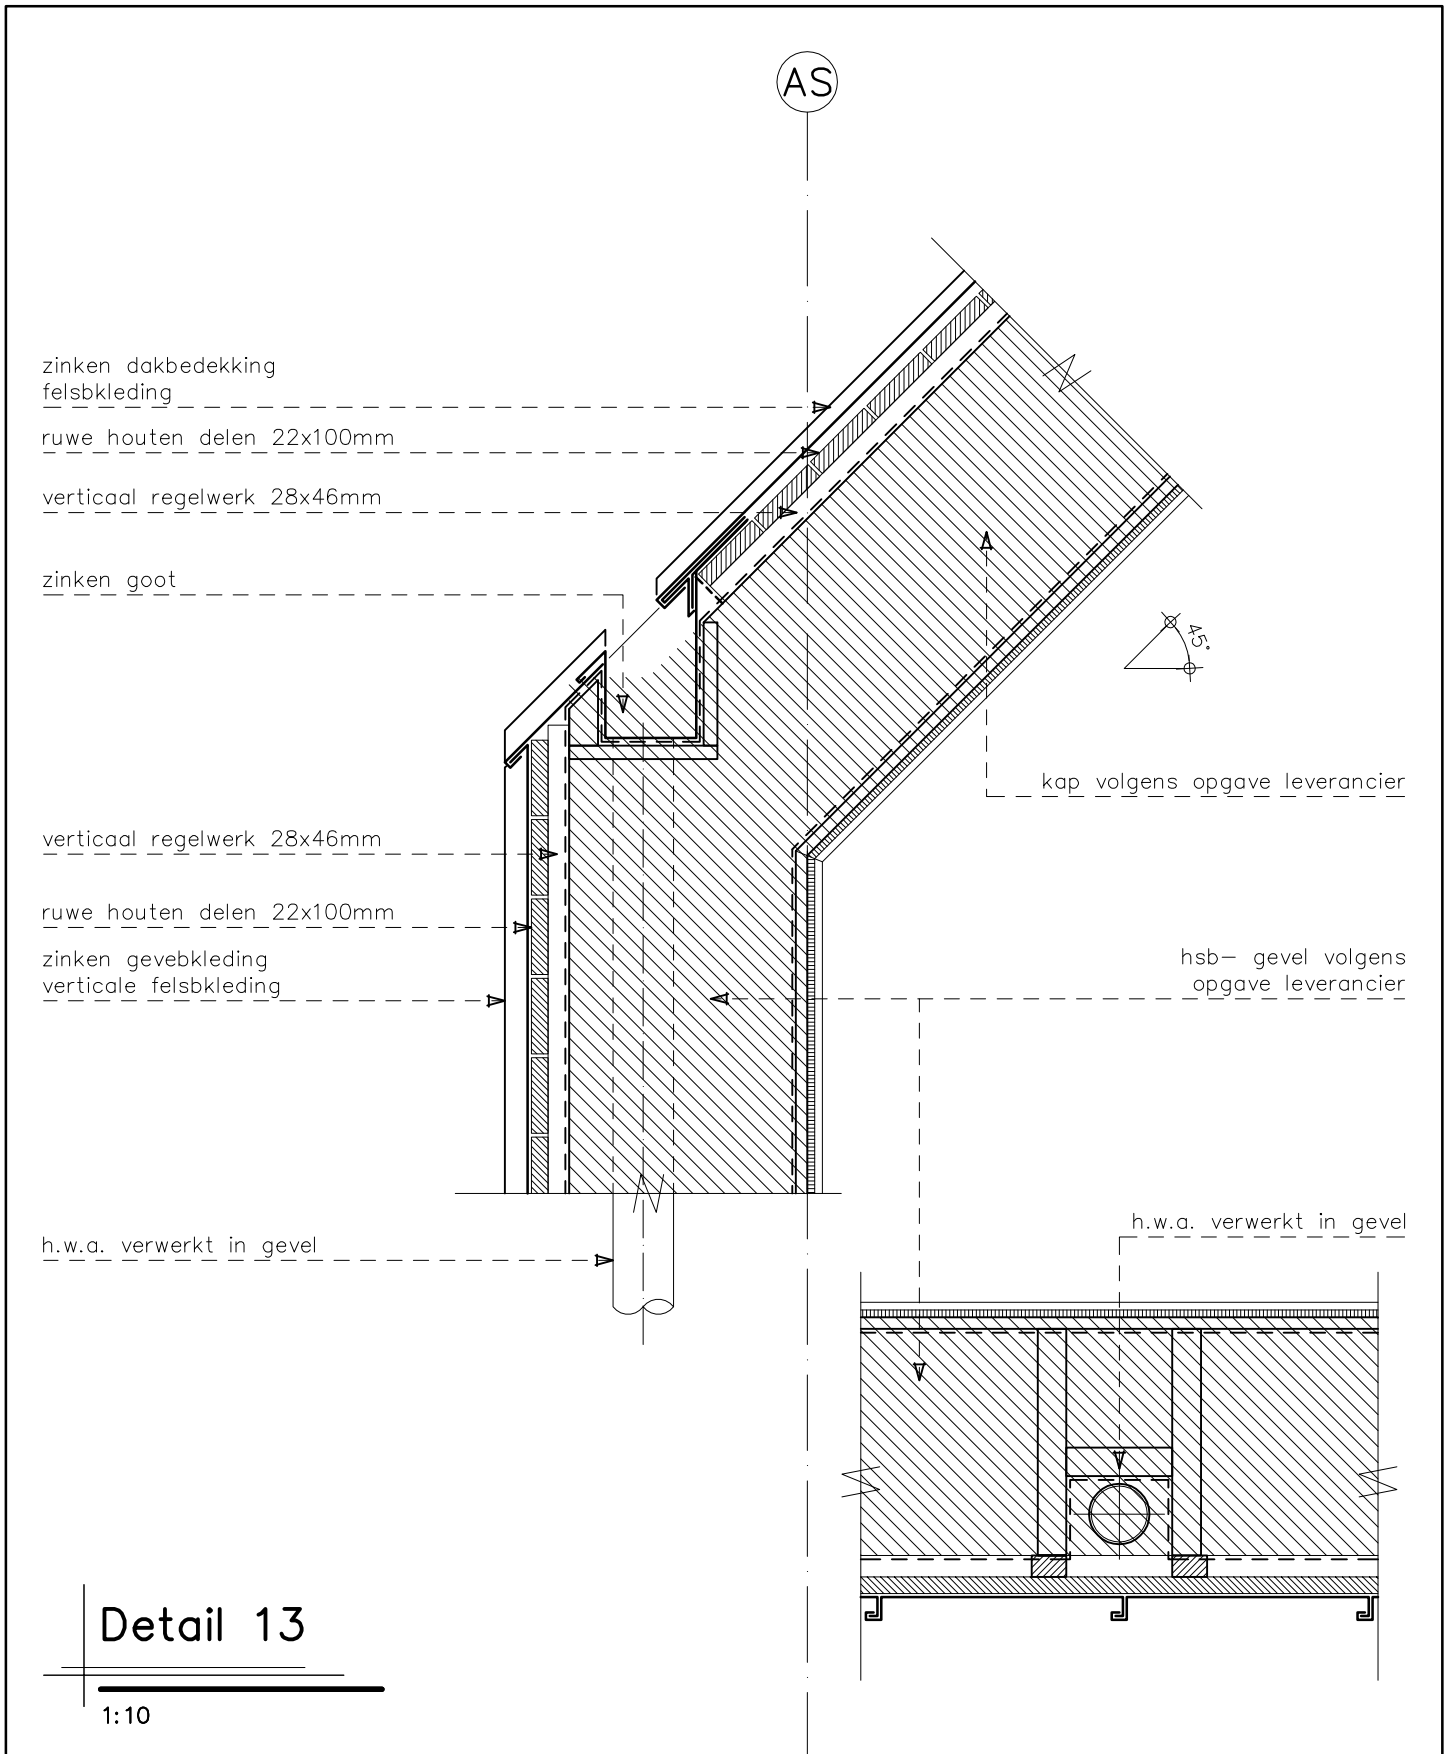 AS
zinken dakbedekking
felsbkleding
ruwe houten delen 22x100mm
verticaal regelwerk 28x46mm
zinken goot
45°
kap volgens opgave leverancier
verticaal regelwerk 28x46mm
ruwe houten delen 22x100mm
zinken gevebkleding
verticale felsbkleding
hsb- gevel volgens
opgave leverancier
h.w.a. verwerkt in gevel
h.w.a. verwerkt in gevel
Detail 13
1:10